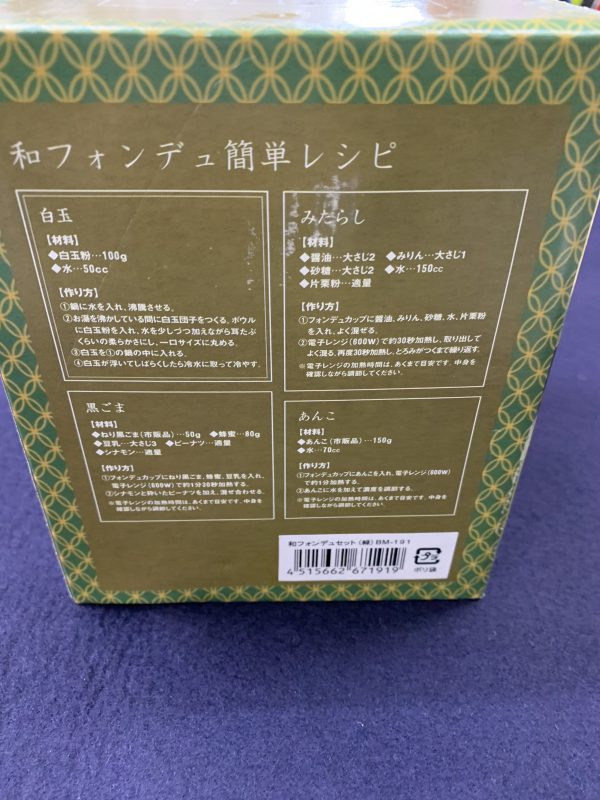 和フォンデュ簡単レシピ
白玉
【材料】
◆白玉粉…100g
◆水…50cc
【作り方】
①鍋に水を入れ、沸騰させる。
②お湯を沸かしている間に白玉団子をつくる。ボウル
に白玉粉を入れ、水を少しづつ加えながら耳たぶ
くらいの柔らかさにし、一口サイズに丸める。
③白玉を①の鍋の中に入れる。
④白玉が浮いてしばらくしたら冷水に取って冷やす。
みたらし
【材料】
◆醤油…大さじ2 ◆みりん…大さじ1
◆砂糖…大さじ2 ◆水…150cc
◆片栗粉…適量
【作り方】
①フォンデュカップに醤油、みりん、砂糖、水、片栗粉
を入れ、よく混ぜる。
②電子レンジ(600W)で約30秒加熱し、取り出して
よく混る、再度30秒加熱し、とろみがつくまで繰り返す。
※電子レンジの加熱時間は、あくまで目安です。中身を
確認しながら調節してください。
黒ごま
【材料】
◆ねり黒ごま(市販品)…50g ◆蜂蜜…80g
◆豆乳…大さじ3 ◆ピーナツ…適量
◆シナモン…適量
【作り方】
①フォンデュカップにねり黒ごま、蜂蜜、豆乳を入れ、
電子レンジ(600W)で約1分30秒加熱する。
②シナモンと砕いたピーナツを加え、混ぜ合わせる。
※電子レンジの加熱時間は、あくまで目安です。中身
を確認しながら調節してください。
あんこ
【材料】
◆あんこ(市販品)…150g
◆水…70cc
【作り方】
①フォンデュカップにあんこを入れ、電子レンジ(600W)
で約1分加熱する。
②あんこに水を加えて濃度を調節する。
※電子レンジの加熱時間は、あくまで目安です。中身
を確認しながら調節してください。
和フォンデュセット(緑)BM-191
4 515662 671919
プラ
ポリ袋